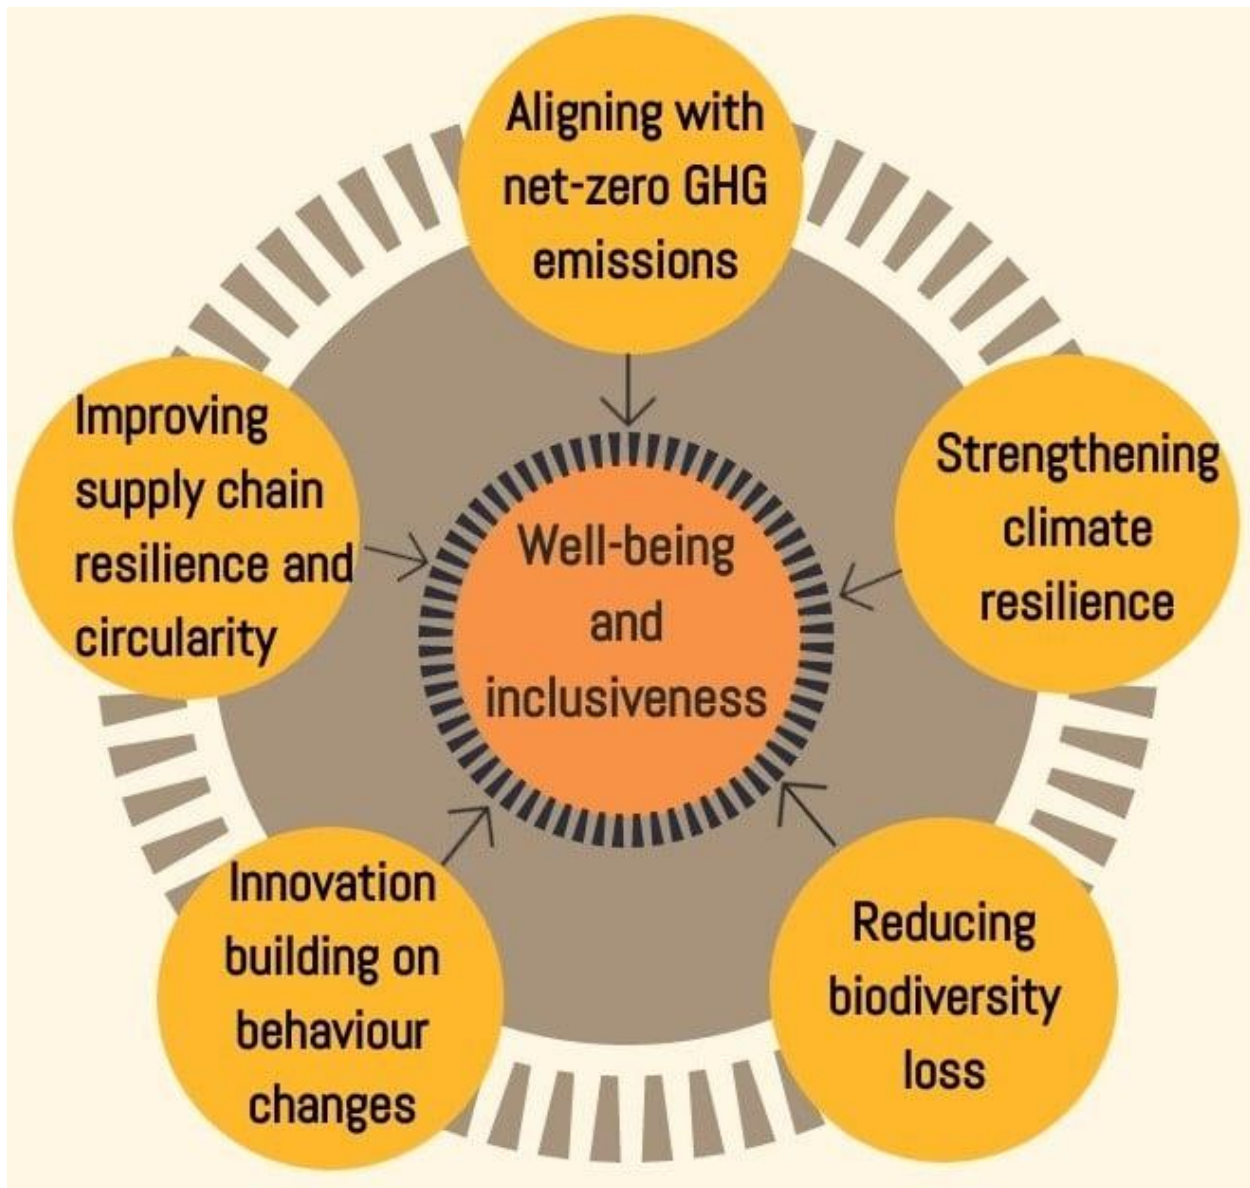 Aligning with
net-zero GHG
emissions
Improving
supply chain
resilience and
circularity
Strengthening
climate
resilience
Well-being
and
inclusiveness
Innovation
building on
behaviour
changes
Reducing
biodiversity
loss